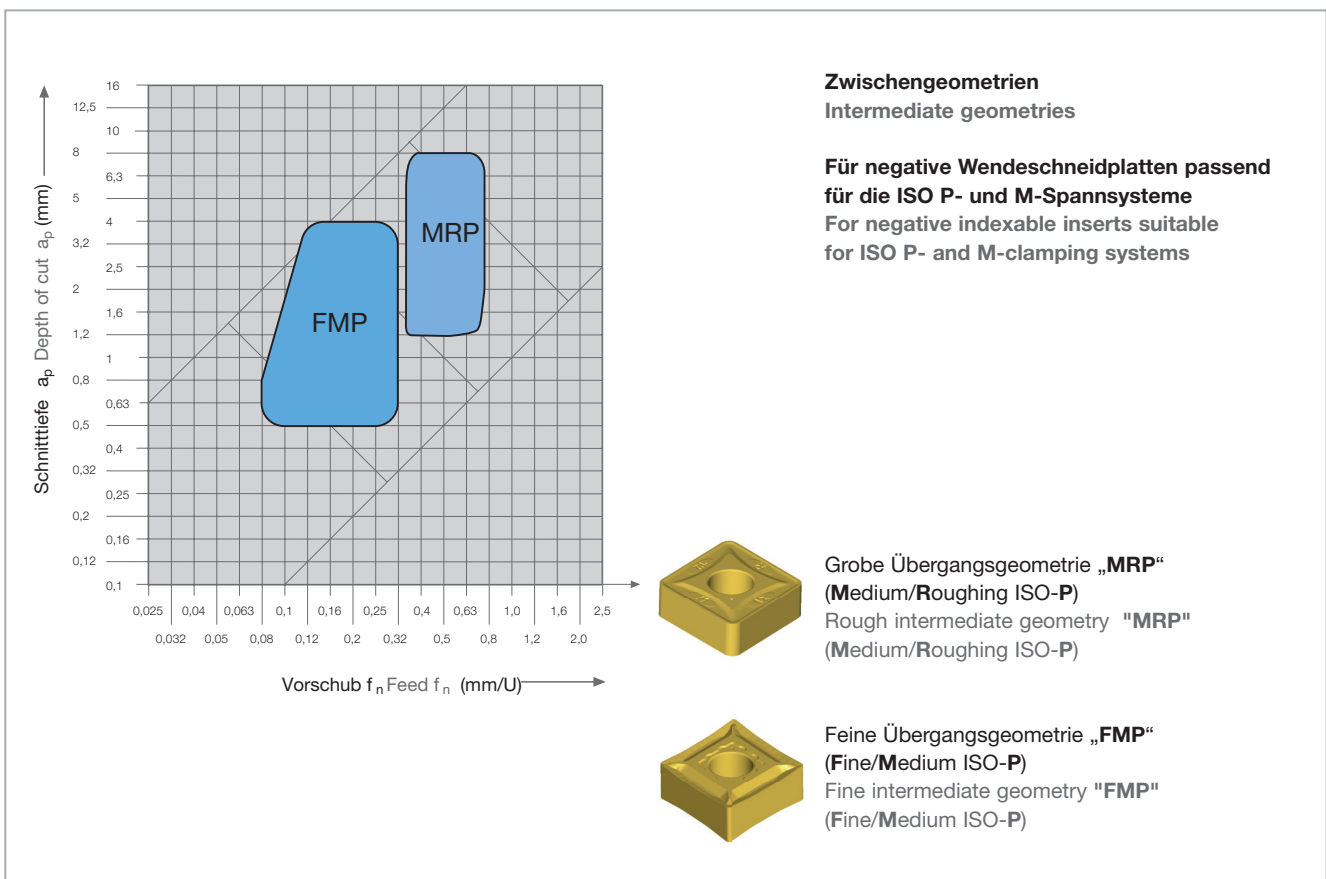 Schnitttiefe ap Depth of cut ap (mm)
16
12,5
10
8
6,3
5
4
3,2
2,5
2
1,6
1,2
1
0,8
0,63
0,5
0,4
0,32
0,25
0,2
0,16
0,12
0,1
FMP
MRP
0,025 0,04 0,063 0,1 0,16 0,25 0,4 0,63 1,0 1,6 2,5
0,032 0,05 0,08 0,12 0,2 0,32 0,5 0,8 1,2 2,0
Vorschub fn Feed fn (mm/U)
Zwischengeometrien
Intermediate geometries
Für negative Wendeschneidplatten passend
für die ISO P- und M-Spannsysteme
For negative indexable inserts suitable
for ISO P- and M-clamping systems
Grobe Übergangsgeometrie „MRP“
(Medium/Roughing ISO-P)
Rough intermediate geometry "MRP"
(Medium/Roughing ISO-P)
Feine Übergangsgeometrie „FMP“
(Fine/Medium ISO-P)
Fine intermediate geometry "FMP"
(Fine/Medium ISO-P)